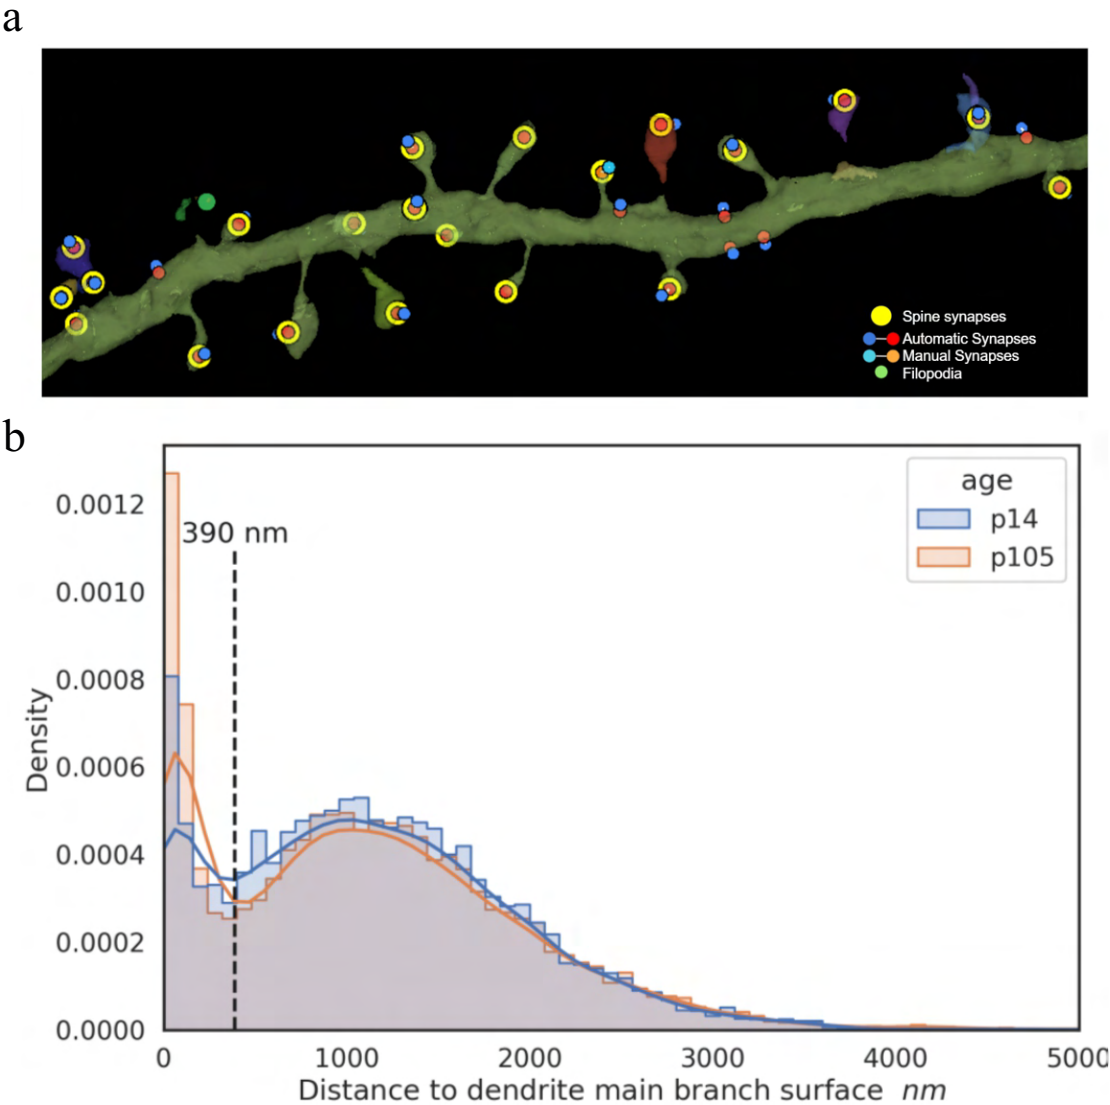 a
Spine synapses
Automatic Synapses
Manual Synapses
Filopodia
b
390 nm
age
p14
p105
0.0012
0.0010
0.0008
0.0006
0.0004
0.0002
0.0000
Density
0 1000 2000 3000 4000 5000
Distance to dendrite main branch surface nm